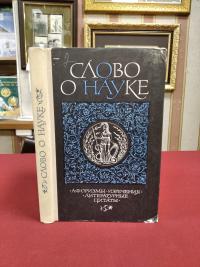 СЛОВО
О НАУКЕ
АФОРИЗМЫ · ИЗРЕЧЕНИЯ
· ЛИТЕРАТУРНЫЕ
ЦИТАТЫ ·
СЛОВО О НАУКЕ